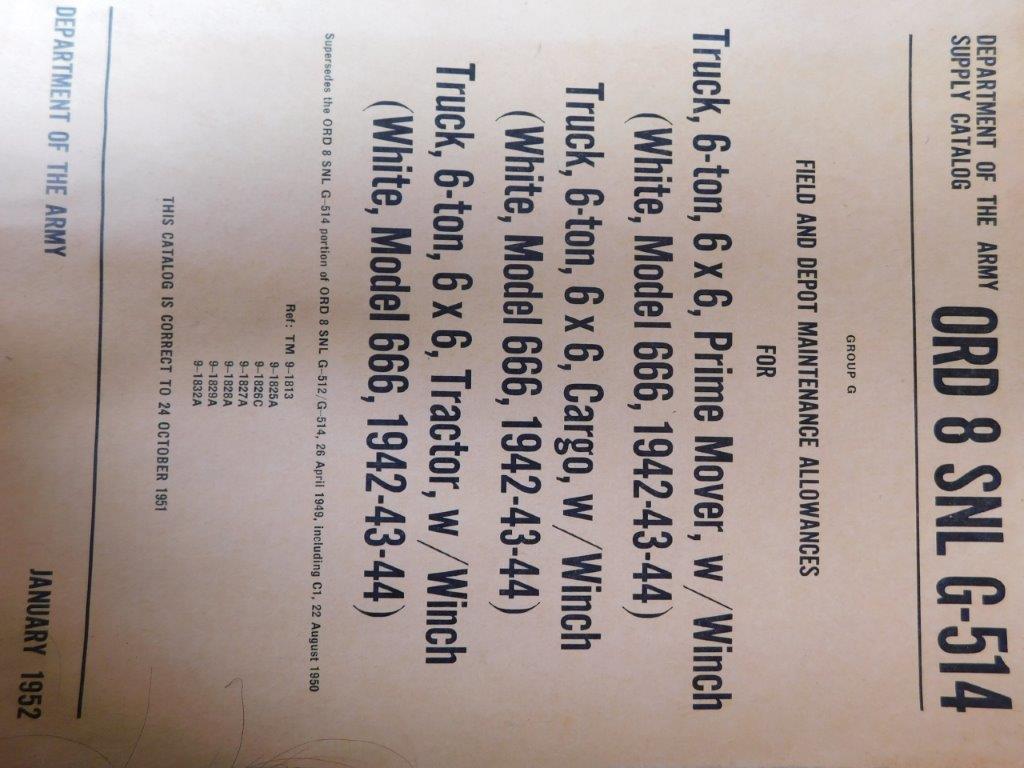 DEPARTMENT OF THE ARMY
SUPPLY CATALOG
ORD 8 SNL G-514
GROUP G
FIELD AND DEPOT MAINTENANCE ALLOWANCES
FOR
Truck, 6-ton, 6 x 6, Prime Mover, w/Winch
(White, Model 666, 1942-43-44)
Truck, 6-ton, 6 x 6, Cargo, w/Winch
(White, Model 666, 1942-43-44)
Truck, 6-ton, 6 x 6, Tractor, w/Winch
(White, Model 666, 1942-43-44)
Supersedes the ORD 8 SNL G-514 portion of ORD 8 SNL G-512/G-514, 26 April 1949, including C1, 22 August 1950
Ref: TM 9-1813
9-1825A
9-1826C
9-1827A
9-1828A
9-1829A
9-1832A
THIS CATALOG IS CORRECT TO 24 OCTOBER 1951
DEPARTMENT OF THE ARMY
JANUARY 1952